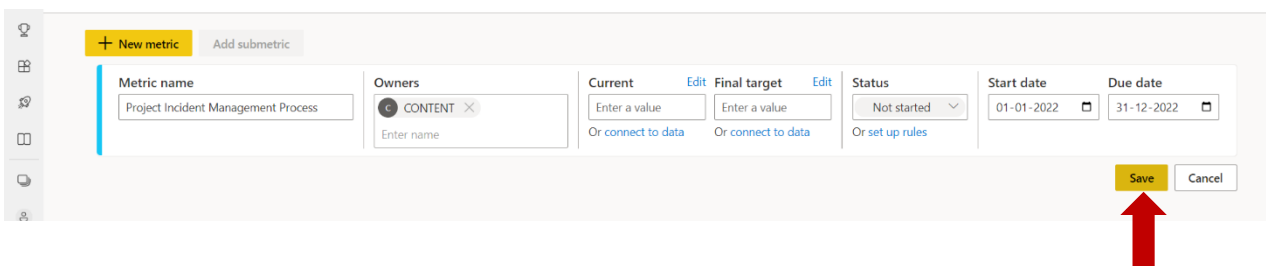 + New metric Add submetric
Metric name Owners Current Edit Final target Edit Status Start date Due date
Project Incident Management Process C CONTENT Enter a value Enter a value Not started 01-01-2022 31-12-2022
Enter name Or connect to data Or connect to data Or set up rules
Save Cancel